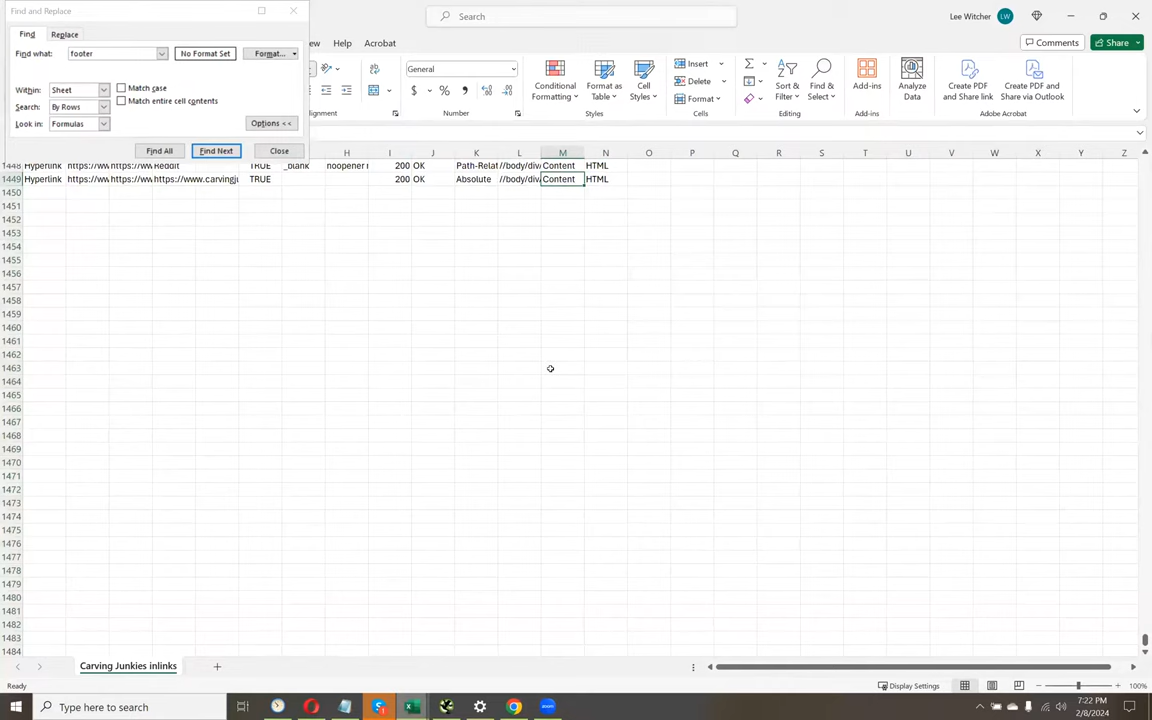 Find and Replace
Search
Lee Witcher LW
Find Replace
ew Help Acrobat
Comments Share
Find what: footer No Format Set Format...
General
Insert
Delete
Format
Conditional Formatting
Format as Table
Cell Styles
Sort & Filter
Find & Select
Add-ins
Analyze Data
Create PDF and Share link
Create PDF and Share via Outlook
Within: Sheet Match case
Search: By Rows Match entire cell contents
Look in: Formulas
Options <<
lignment Number Styles Cells Editing Add-ins Adobe Acrobat
Find All Find Next Close
H I J K L M N O P Q R S T U V W X Y Z
1448 Hyperlink https://ww https://ww Reddit TRUE _blank noopener 200 OK Path-Relat //body/div/ Content HTML
1449 Hyperlink https://ww https://ww https://www.carvingju TRUE 200 OK Absolute //body/div/ Content HTML
1450
1451
1452
1453
1454
1455
1456
1457
1458
1459
1460
1461
1462
1463
1464
1465
1466
1467
1468
1469
1470
1471
1472
1473
1474
1475
1476
1477
1478
1479
1480
1481
1482
1483
1484
Carving Junkies inlinks
Ready Display Settings 100%
Type here to search
7:22 PM
2/8/2024